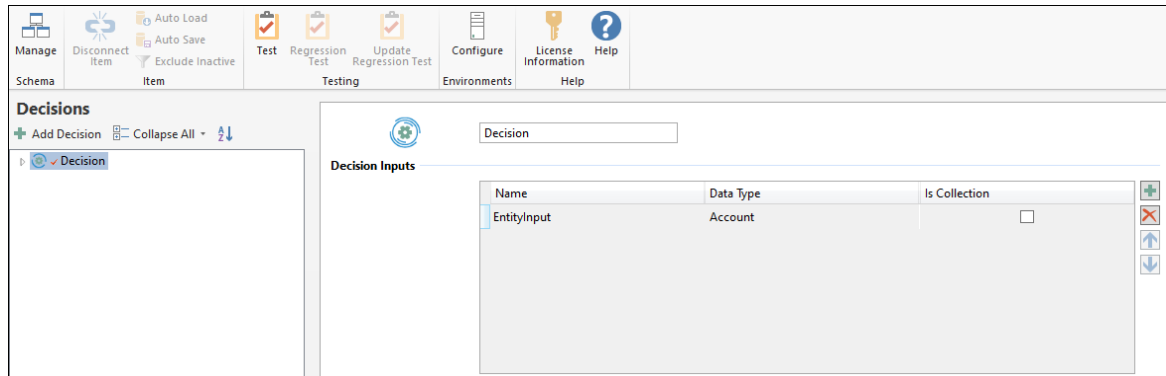 Manage
Disconnect Item
Auto Load
Auto Save
Exclude Inactive
Test
Regression Test
Update Regression Test
Configure
License Information
Help
Schema
Item
Testing
Environments
Help
Decisions
Add Decision
Collapse All
A Z
Decision
Decision
Decision Inputs
Name Data Type Is Collection
EntityInput Account